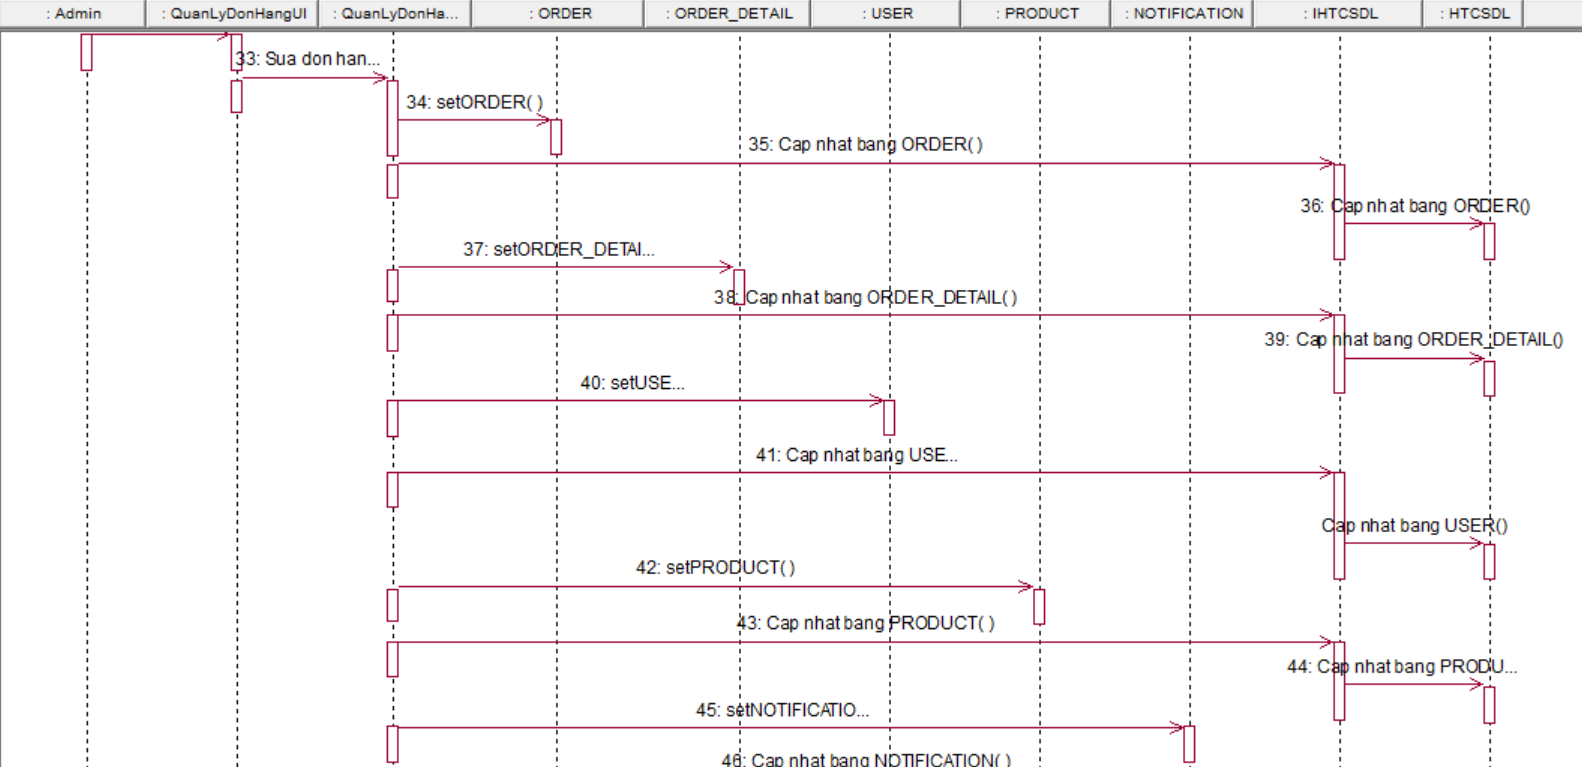 : Admin
: QuanLyDonHangUI
: QuanLyDonHa...
: ORDER
: ORDER_DETAIL
: USER
: PRODUCT
: NOTIFICATION
: IHTCSDL
: HTCSDL
33: Sua don han...
34: setORDER( )
35: Cap nhat bang ORDER( )
36: Cap nhat bang ORDER()
37: setORDER_DETAI...
38: Cap nhat bang ORDER_DETAIL( )
39: Cap nhat bang ORDER_DETAIL()
40: setUSE...
41: Cap nhat bang USE...
Cap nhat bang USER()
42: setPRODUCT( )
43: Cap nhat bang PRODUCT( )
44: Cap nhat bang PRODU...
45: setNOTIFICATIO...
46: Cap nhat bang NOTIFICATION( )